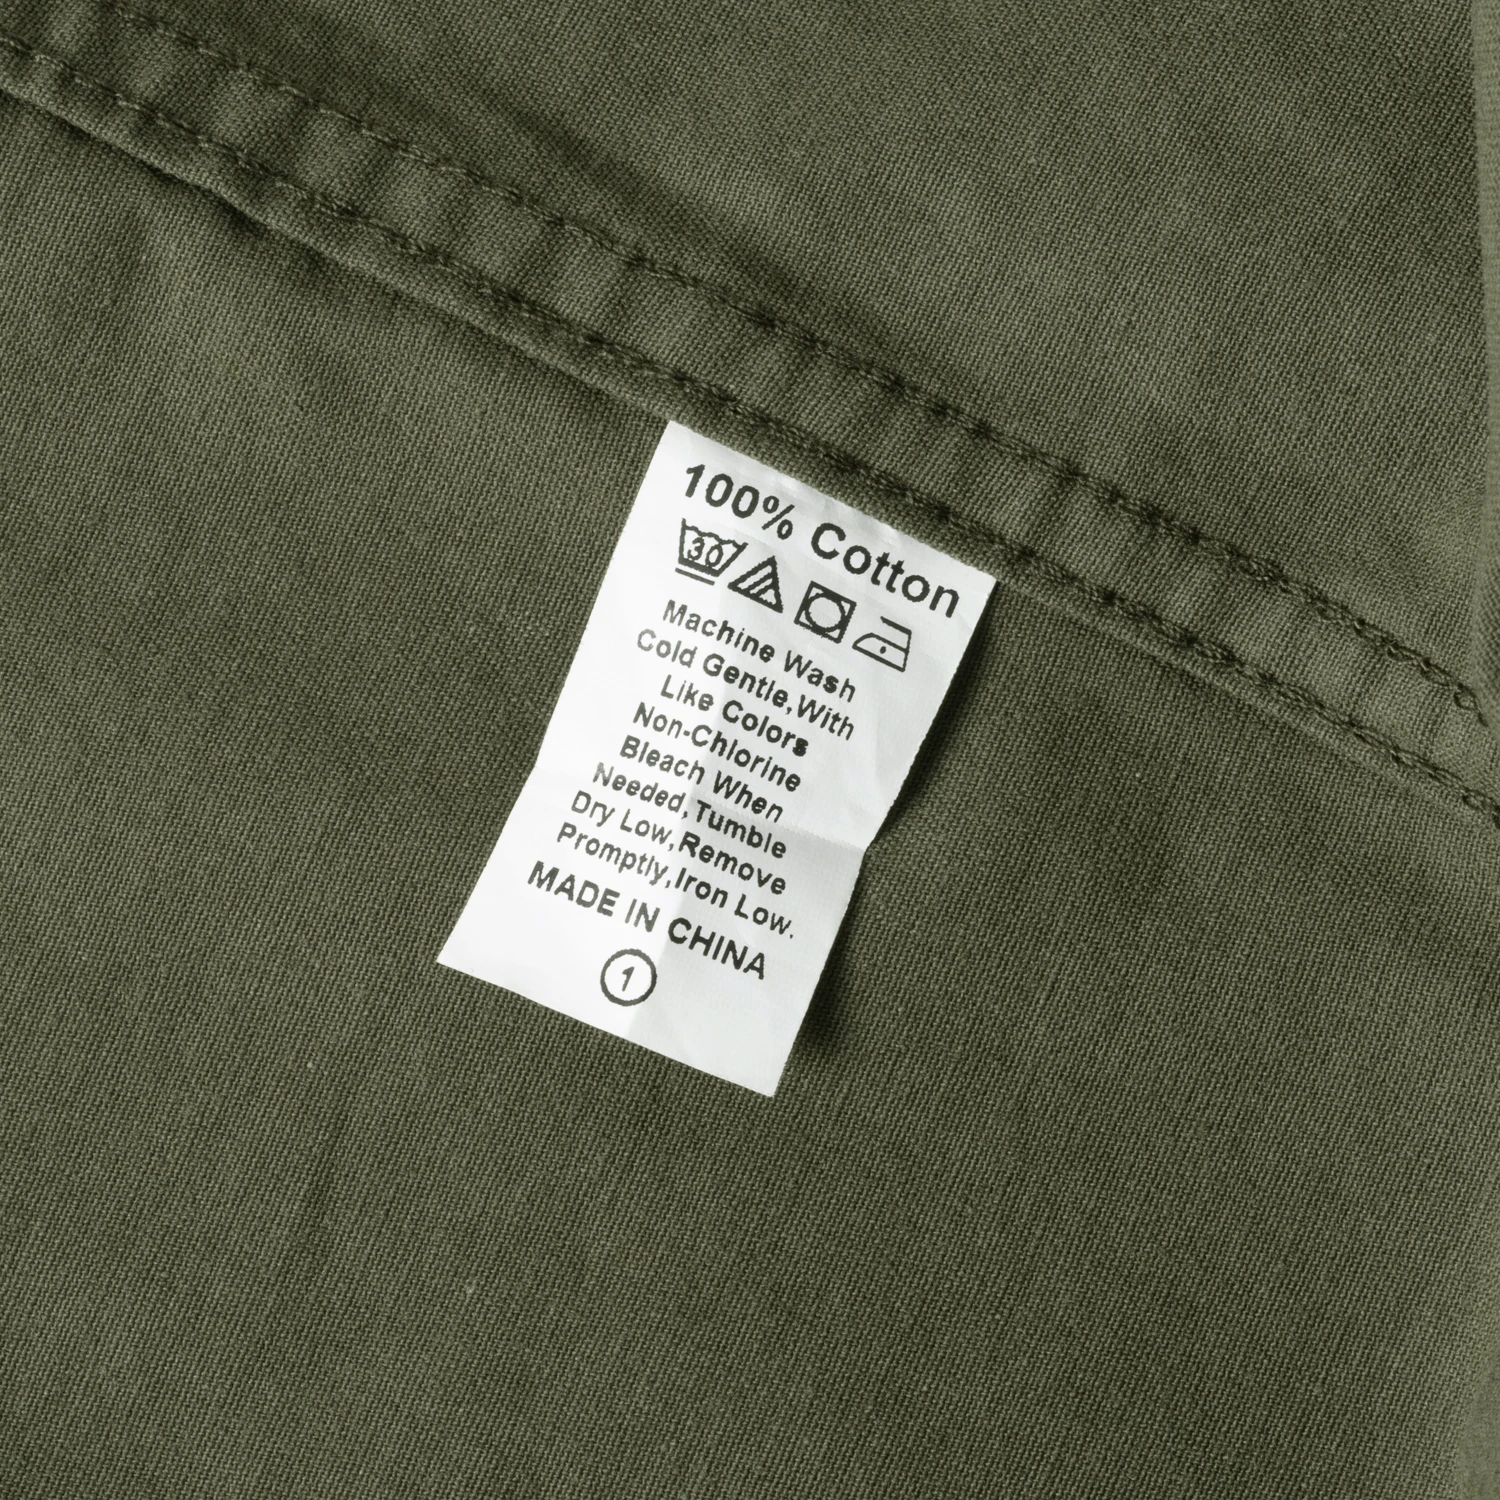 100% Cotton
30
Machine Wash
Cold Gentle,With
Like Colors
Non-Chlorine
Bleach When
Needed,Tumble
Dry Low,Remove
Promptly,Iron Low.
MADE IN CHINA
1